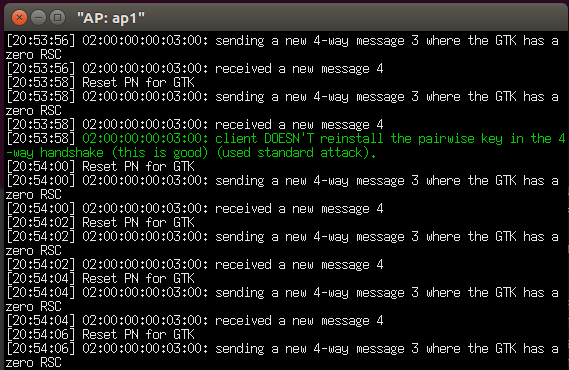 "AP: ap1"
[20:53:56] 02:00:00:00:03:00: sending a new 4-way message 3 where the GTK has a
zero RSC
[20:53:56] 02:00:00:00:03:00: received a new message 4
[20:53:58] Reset PN for GTK
[20:53:58] 02:00:00:00:03:00: sending a new 4-way message 3 where the GTK has a
zero RSC
[20:53:58] 02:00:00:00:03:00: received a new message 4
[20:53:58] 02:00:00:00:03:00: client DOESN'T reinstall the pairwise key in the 4
-way handshake (this is good) (used standard attack).
[20:54:00] Reset PN for GTK
[20:54:00] 02:00:00:00:03:00: sending a new 4-way message 3 where the GTK has a
zero RSC
[20:54:00] 02:00:00:00:03:00: received a new message 4
[20:54:02] Reset PN for GTK
[20:54:02] 02:00:00:00:03:00: sending a new 4-way message 3 where the GTK has a
zero RSC
[20:54:02] 02:00:00:00:03:00: received a new message 4
[20:54:04] Reset PN for GTK
[20:54:04] 02:00:00:00:03:00: sending a new 4-way message 3 where the GTK has a
zero RSC
[20:54:04] 02:00:00:00:03:00: received a new message 4
[20:54:06] Reset PN for GTK
[20:54:06] 02:00:00:00:03:00: sending a new 4-way message 3 where the GTK has a
zero RSC